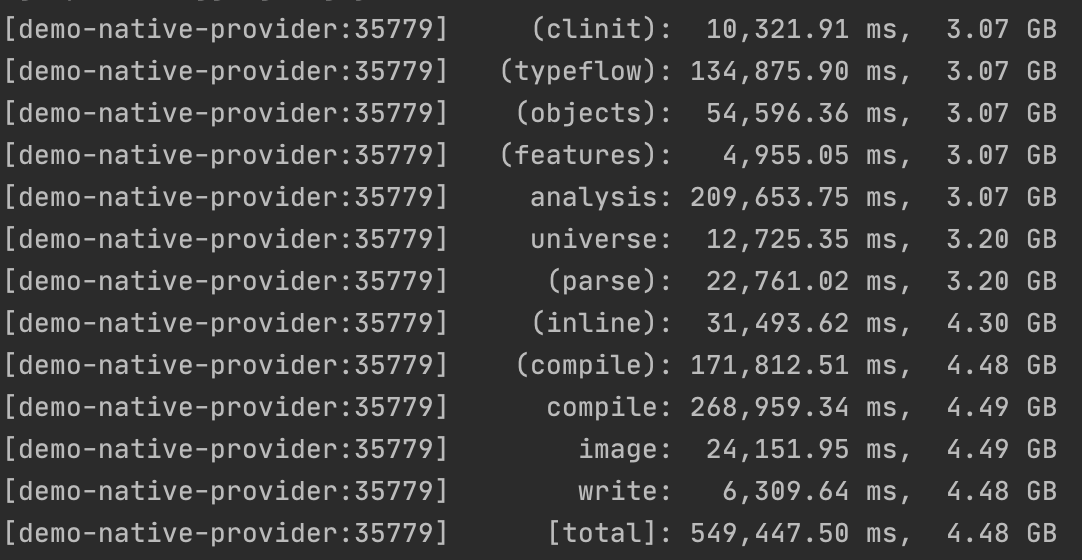 [demo-native-provider:35779]     (clinit):  10,321.91 ms,  3.07 GB
[demo-native-provider:35779]   (typeflow): 134,875.90 ms,  3.07 GB
[demo-native-provider:35779]    (objects):  54,596.36 ms,  3.07 GB
[demo-native-provider:35779]   (features):   4,955.05 ms,  3.07 GB
[demo-native-provider:35779]     analysis: 209,653.75 ms,  3.07 GB
[demo-native-provider:35779]     universe:  12,725.35 ms,  3.20 GB
[demo-native-provider:35779]      (parse):  22,761.02 ms,  3.20 GB
[demo-native-provider:35779]     (inline):  31,493.62 ms,  4.30 GB
[demo-native-provider:35779]    (compile): 171,812.51 ms,  4.48 GB
[demo-native-provider:35779]      compile: 268,959.34 ms,  4.49 GB
[demo-native-provider:35779]        image:  24,151.95 ms,  4.49 GB
[demo-native-provider:35779]        write:   6,309.64 ms,  4.48 GB
[demo-native-provider:35779]      [total]: 549,447.50 ms,  4.48 GB